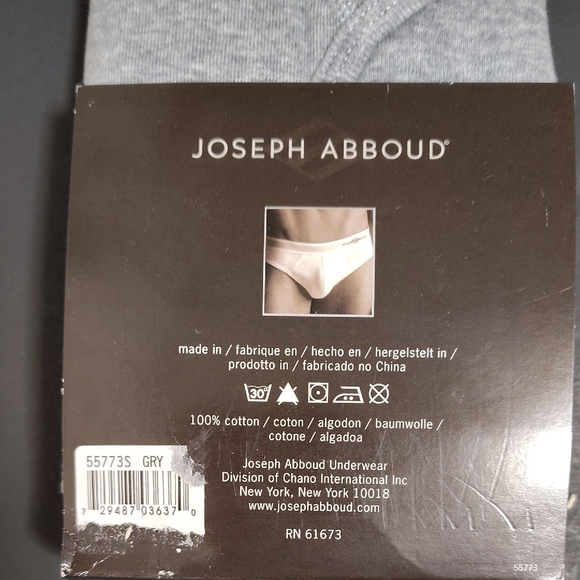 JOSEPH ABBOUD®
made in / fabrique en / hecho en / hergelstelt in /
prodotto in / fabricado no China
30°
100% cotton / coton / algodon / baumwolle /
cotone / algadoa
55773S GRY
7 29487 03637 0
Joseph Abboud Underwear
Division of Chano International Inc
New York, New York 10018
www.josephabboud.com
RN 61673
55773